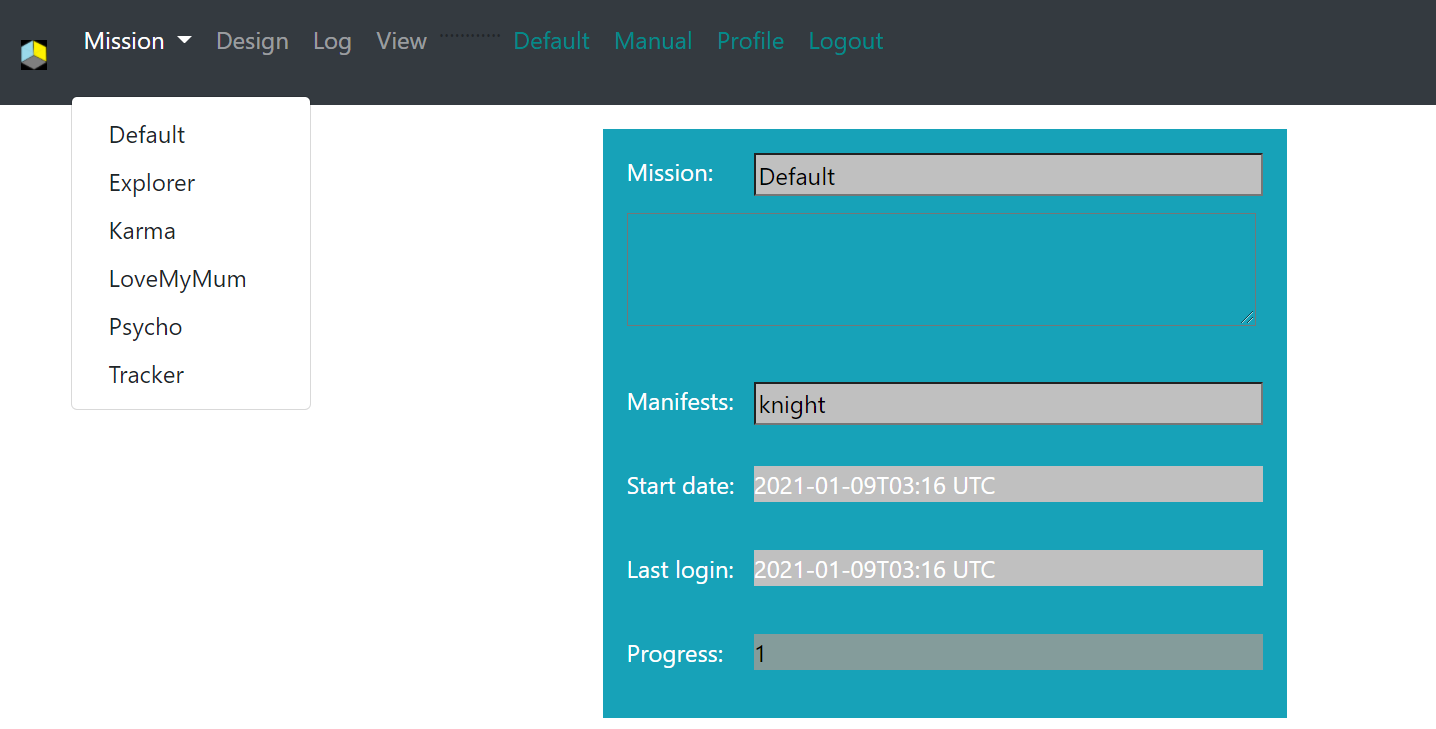 Mission Design Log View Default Manual Profile Logout
Default
Explorer
Karma
LoveMyMum
Psycho
Tracker
Mission: Default
Manifests: knight
Start date: 2021-01-09T03:16 UTC
Last login: 2021-01-09T03:16 UTC
Progress: 1